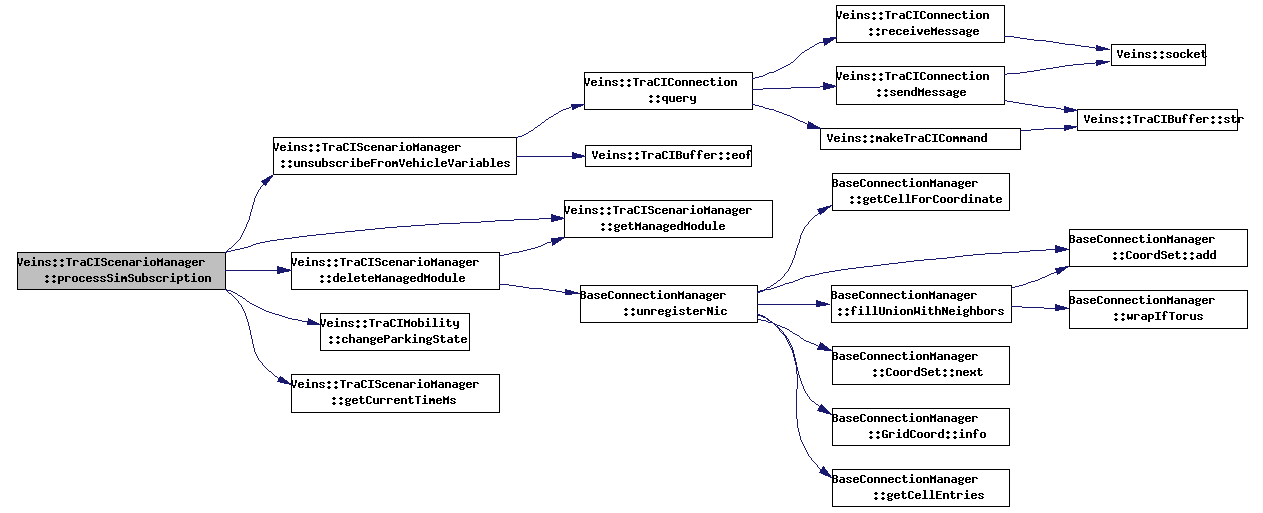 Veins::TraCIScenarioManager
::processSimSubscription
Veins::TraCIScenarioManager
::unsubscribeFromVehicleVariables
Veins::TraCIConnection
::query
Veins::TraCIConnection
::receiveMessage
Veins::socket
Veins::TraCIConnection
::sendMessage
Veins::TraCIBuffer::str
Veins::makeTraCICommand
Veins::TraCIBuffer::eof
Veins::TraCIScenarioManager
::getManagedModule
Veins::TraCIScenarioManager
::deleteManagedModule
BaseConnectionManager
::unregisterNic
BaseConnectionManager
::getCellForCoordinate
BaseConnectionManager
::CoordSet::add
BaseConnectionManager
::fillUnionWithNeighbors
BaseConnectionManager
::wrapIfTorus
BaseConnectionManager
::CoordSet::next
BaseConnectionManager
::GridCoord::info
BaseConnectionManager
::getCellEntries
Veins::TraCIMobility
::changeParkingState
Veins::TraCIScenarioManager
::getCurrentTimeMs